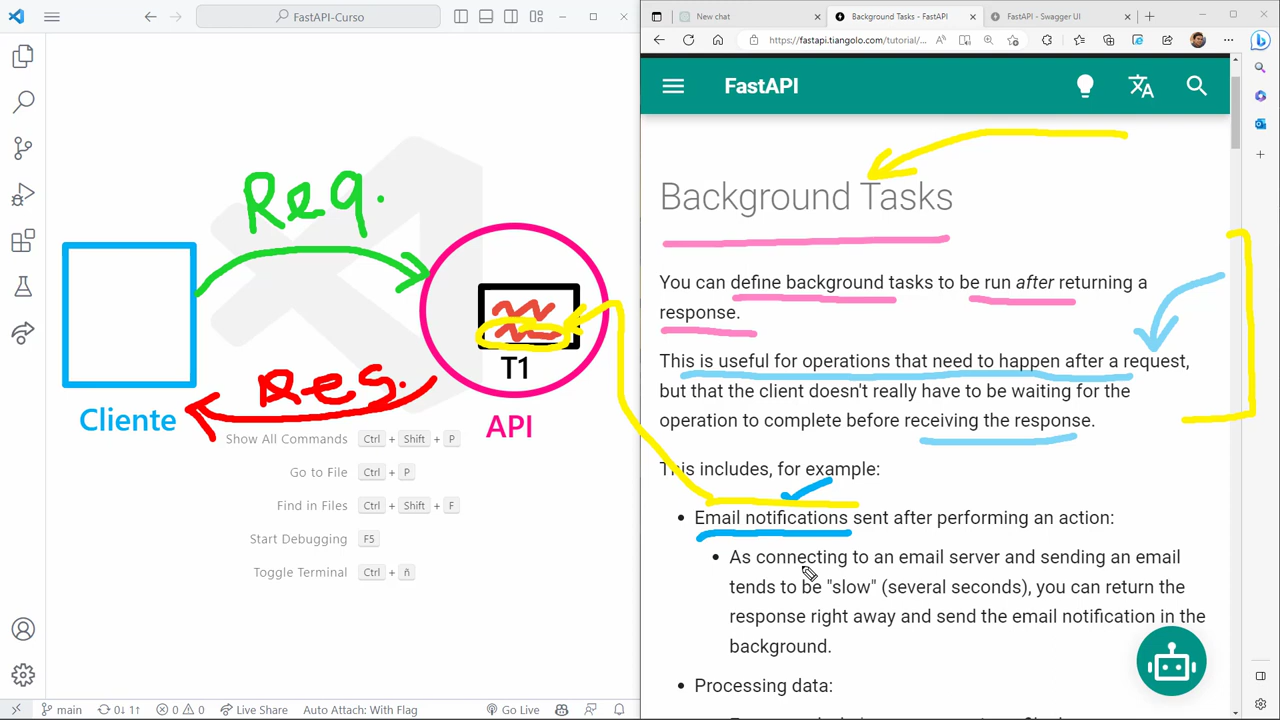 FastAPI-Curso
Req.
Res.
Cliente
T1
API
Show All Commands Ctrl + Shift + P
Go to File Ctrl + P
Find in Files Ctrl + Shift + F
Start Debugging F5
Toggle Terminal Ctrl + ñ
main 0↓ 1↑ 0 0 Live Share Auto Attach: With Flag Go Live
New chat
Background Tasks - FastAPI
FastAPI - Swagger UI
https://fastapi.tiangolo.com/tutorial/...
FastAPI
Background Tasks
You can define background tasks to be run after returning a
response.
This is useful for operations that need to happen after a request,
but that the client doesn't really have to be waiting for the
operation to complete before receiving the response.
This includes, for example:
• Email notifications sent after performing an action:
• As connecting to an email server and sending an email
tends to be "slow" (several seconds), you can return the
response right away and send the email notification in the
background.
• Processing data: